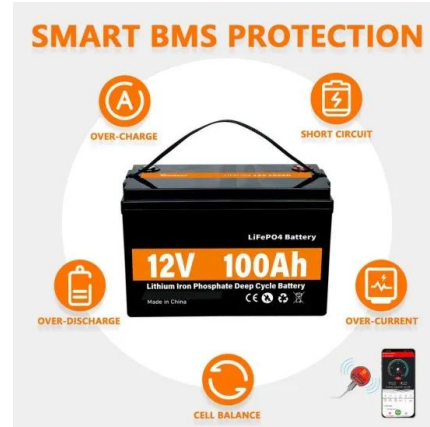 SMART BMS PROTECTION
OVER-CHARGE
SHORT CIRCUIT
LiFePO4 Battery
12V 100Ah
Lithium Iron Phosphate Deep Cycle Battery
Made in China
CE
OVER-DISCHARGE
OVER-CURRENT
CELL BALANCE